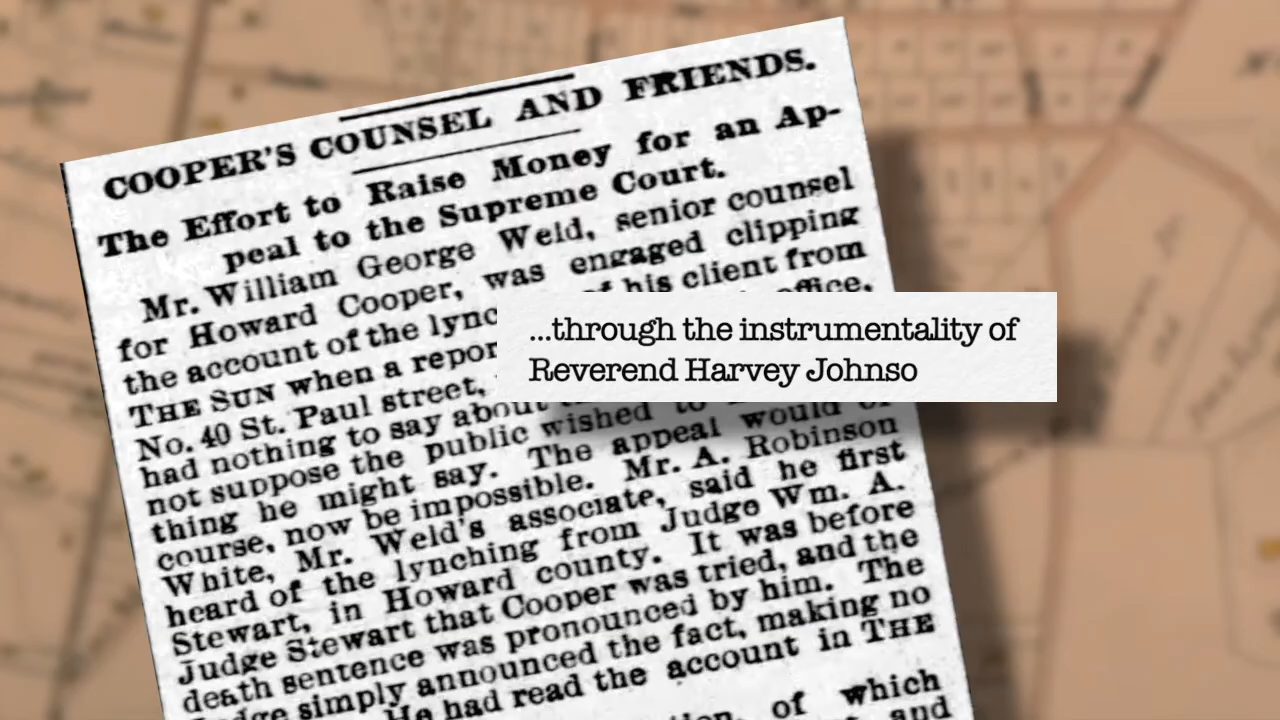 COOPER'S COUNSEL AND FRIENDS.
The Effort to Raise Money for an Ap-
peal to the Supreme Court.
Mr. William George Weld, senior counsel
for Howard Cooper, was engaged clipping
the account of the lync of his client from
THE SUN when a repor office,
No. 40 St. Paul street,
had nothing to say about
not suppose the public wished to
thing he might say. The appeal would of
course, now be impossible. Mr. A. Robinson
White, Mr. Weld's associate, said he first
heard of the lynching from Judge Wm. A.
Stewart, in Howard county. It was before
Judge Stewart that Cooper was tried, and the
death sentence was pronounced by him. The
simply announced the fact, making no
He had read the account in THE
of which
and
...through the instrumentality of
Reverend Harvey Johnso